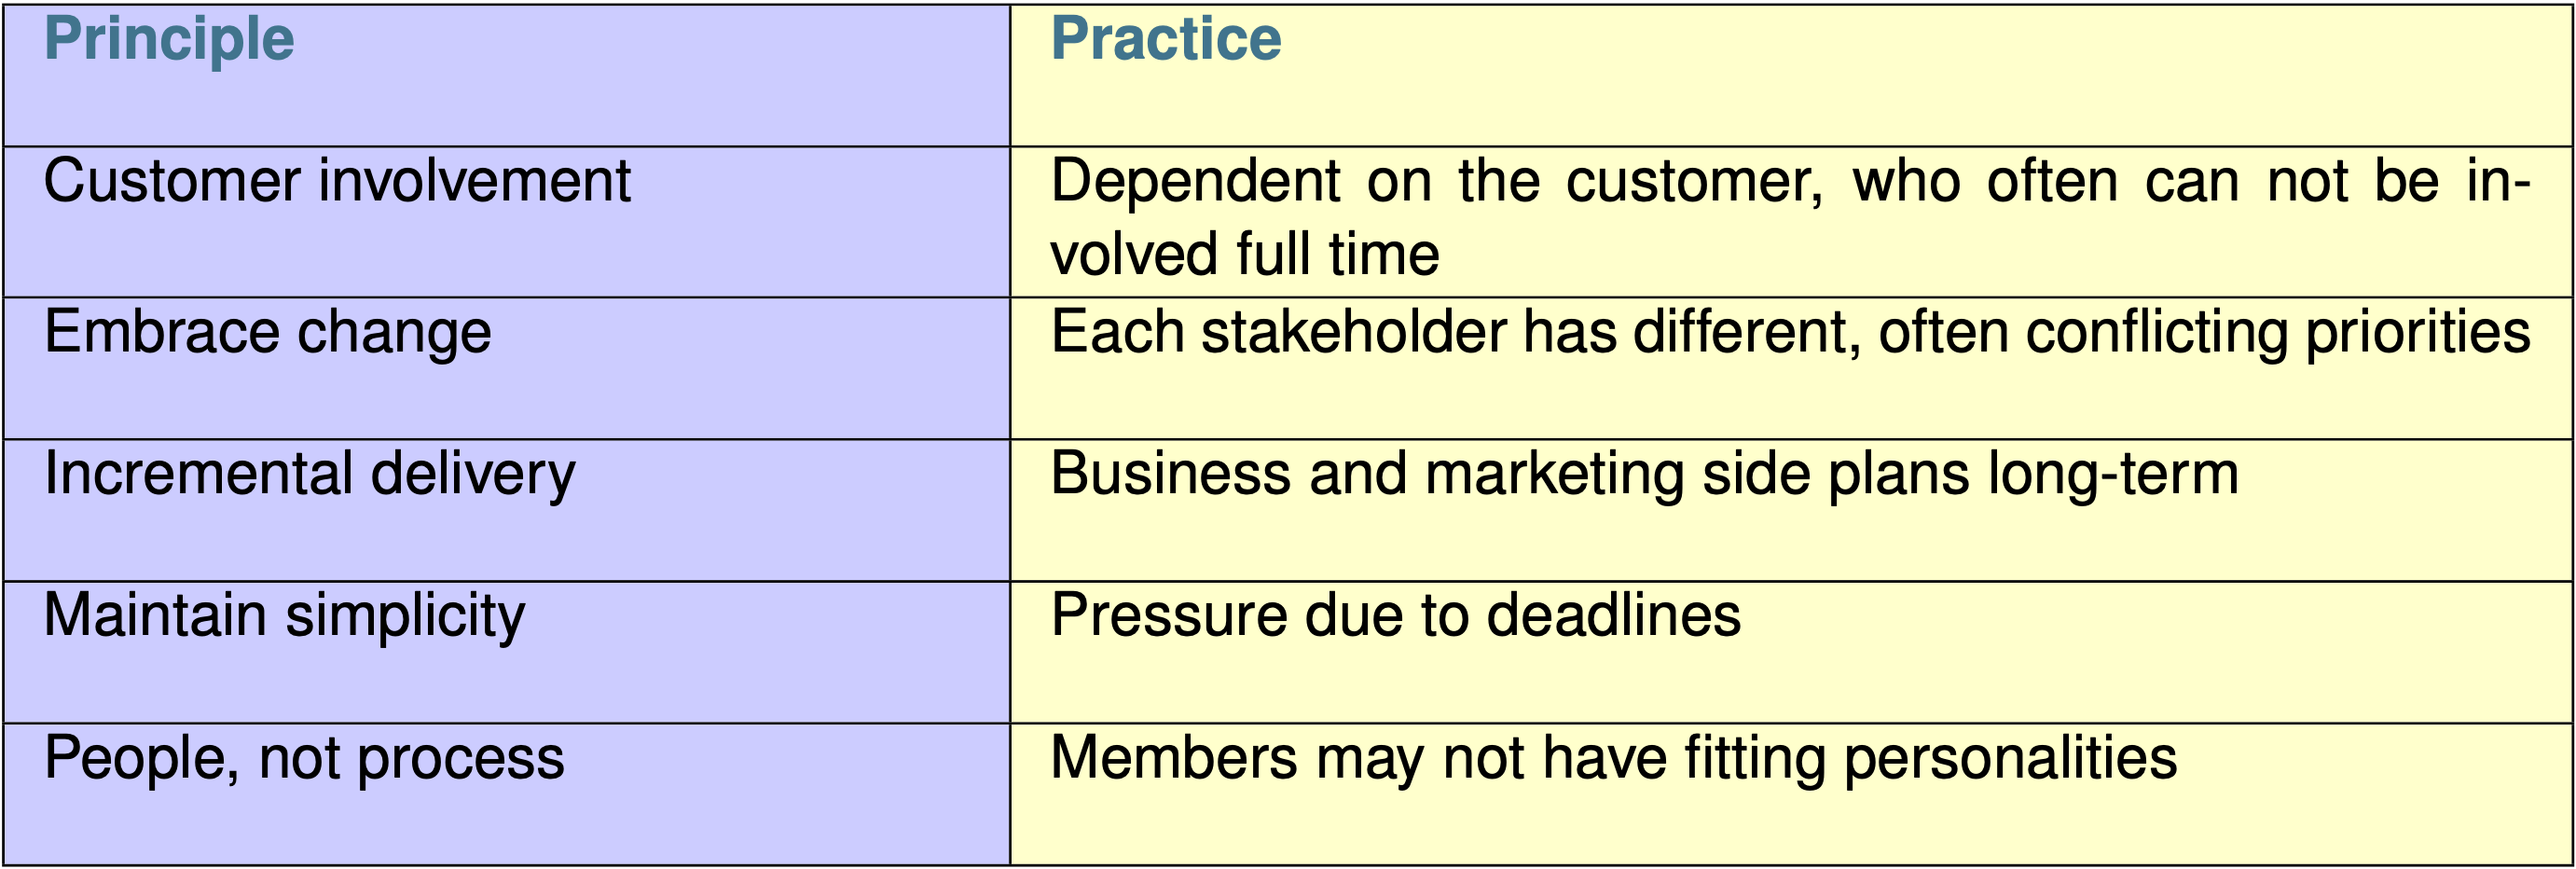 Principle
Practice
Customer involvement
Dependent on the customer, who often can not be in-
volved full time
Embrace change
Each stakeholder has different, often conflicting priorities
Incremental delivery
Business and marketing side plans long-term
Maintain simplicity
Pressure due to deadlines
People, not process
Members may not have fitting personalities